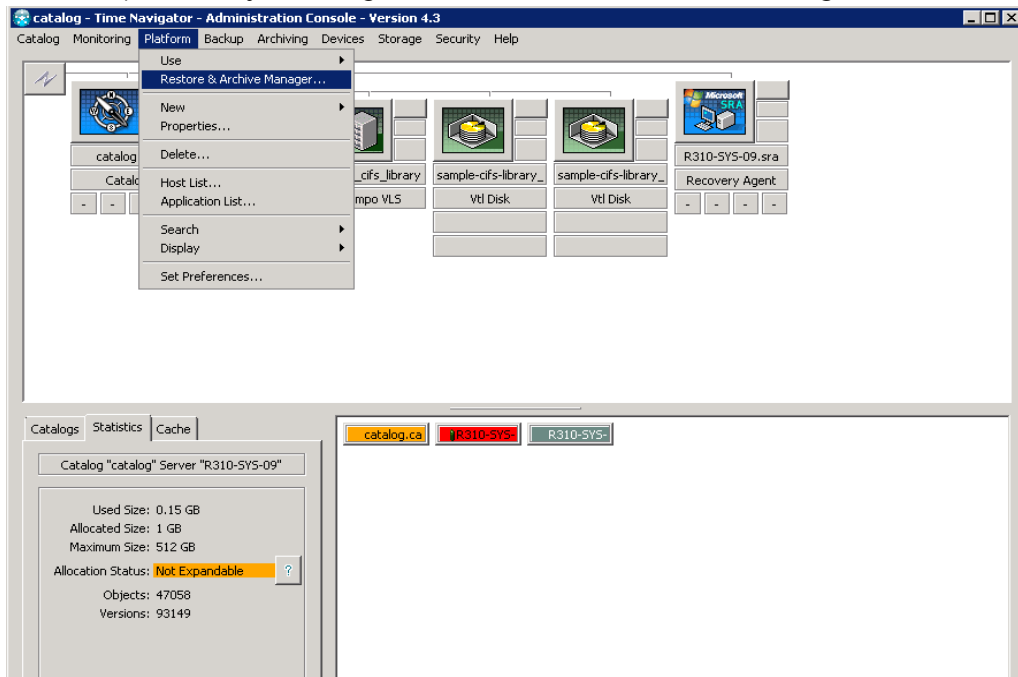 catalog - Time Navigator - Administration Console - Version 4.3
Catalog Monitoring Platform Backup Archiving Devices Storage Security Help
Use
Restore & Archive Manager...
New
Properties...
Delete...
Host List...
Application List...
Search
Display
Set Preferences...
catalog
Catalo
- -
_cifs_library
mpo VLS
sample-cifs-library_
Vtl Disk
sample-cifs-library_
Vtl Disk
Microsoft
SRA
R310-SYS-09.sra
Recovery Agent
- - - -
Catalogs Statistics Cache
Catalog "catalog" Server "R310-SYS-09"
Used Size: 0.15 GB
Allocated Size: 1 GB
Maximum Size: 512 GB
Allocation Status: Not Expandable ?
Objects: 47058
Versions: 93149
catalog.ca R310-SYS- R310-SYS-